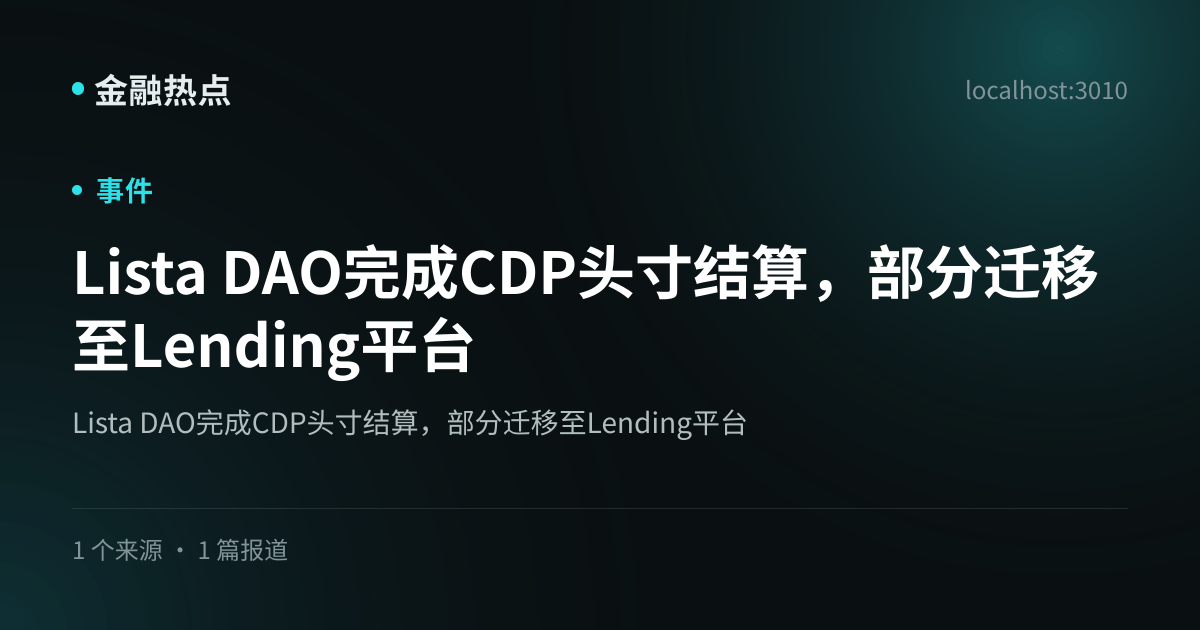 金融热点
localhost:3010
事件
Lista DAO完成CDP头寸结算，部分迁移
至Lending平台
Lista DAO完成CDP头寸结算，部分迁移至Lending平台
1 个来源 · 1 篇报道